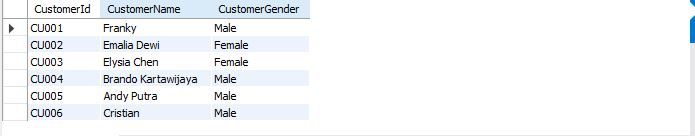 CustomerId CustomerName CustomerGender
CU001 Franky Male
CU002 Emalia Dewi Female
CU003 Elysia Chen Female
CU004 Brando Kartawijaya Male
CU005 Andy Putra Male
CU006 Cristian Male